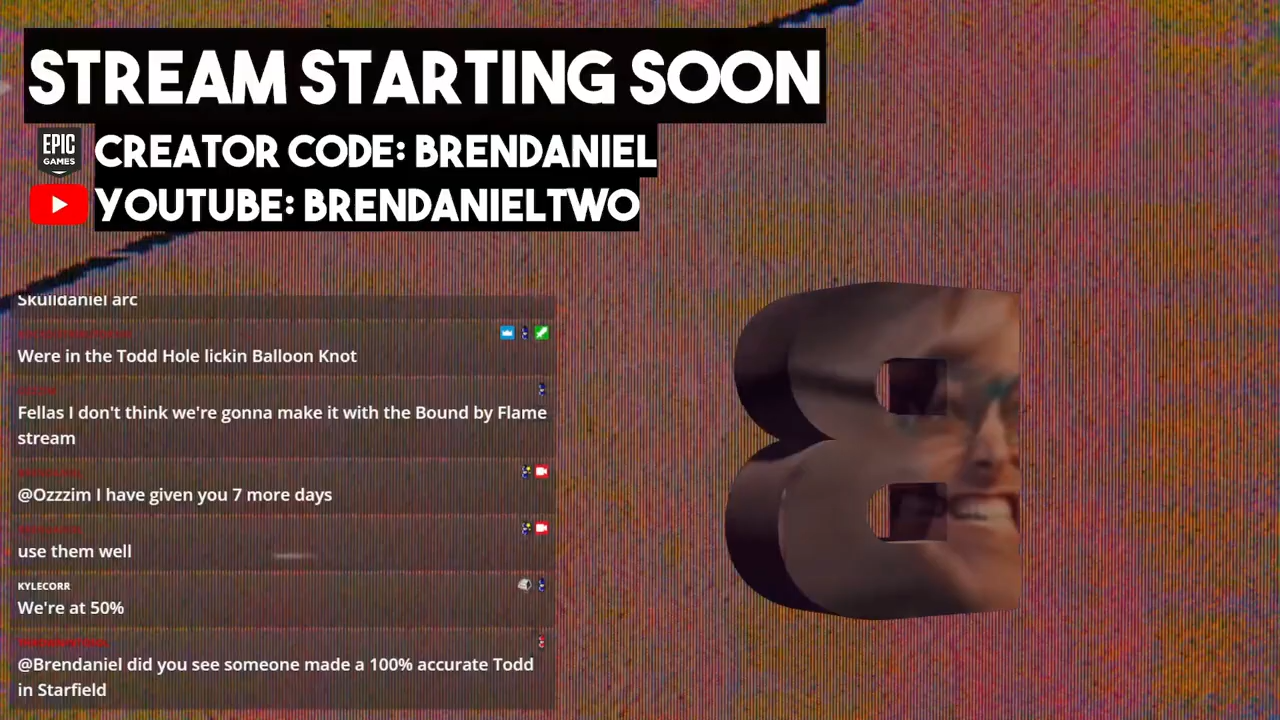 STREAM STARTING SOON
EPIC GAMES
CREATOR CODE: BRENDANIEL
YOUTUBE: BRENDANIELTWO
Skulldaniel arc
Were in the Todd Hole lickin Balloon Knot
Fellas I don't think we're gonna make it with the Bound by Flame
stream
@Ozzzim I have given you 7 more days
use them well
KYLECORR
We're at 50%
@Brendaniel did you see someone made a 100% accurate Todd
in Starfield